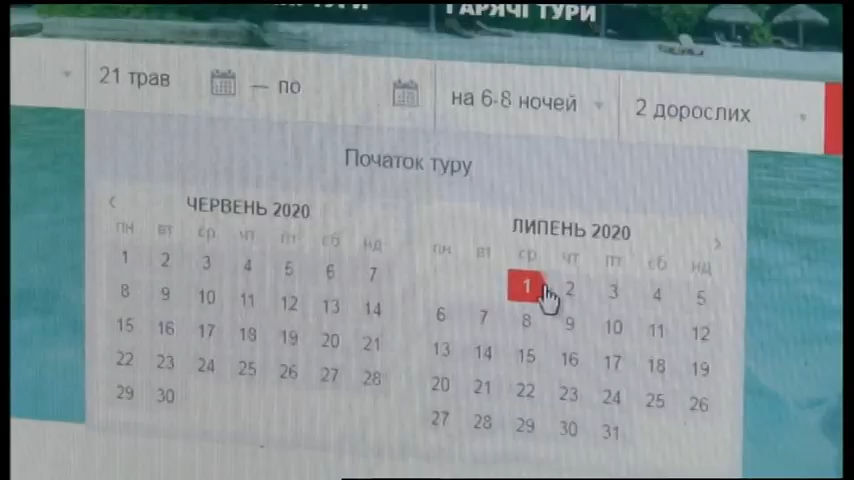 ГАРЯЧІ ТУРИ
21 трав — по на 6-8 ночей 2 дорослих
Початок туру
ЧЕРВЕНЬ 2020
пн вт ср чт пт сб нд
1 2 3 4 5 6 7
8 9 10 11 12 13 14
15 16 17 18 19 20 21
22 23 24 25 26 27 28
29 30
ЛИПЕНЬ 2020
пн вт ср чт пт сб нд
1 2 3 4 5
6 7 8 9 10 11 12
13 14 15 16 17 18 19
20 21 22 23 24 25 26
27 28 29 30 31